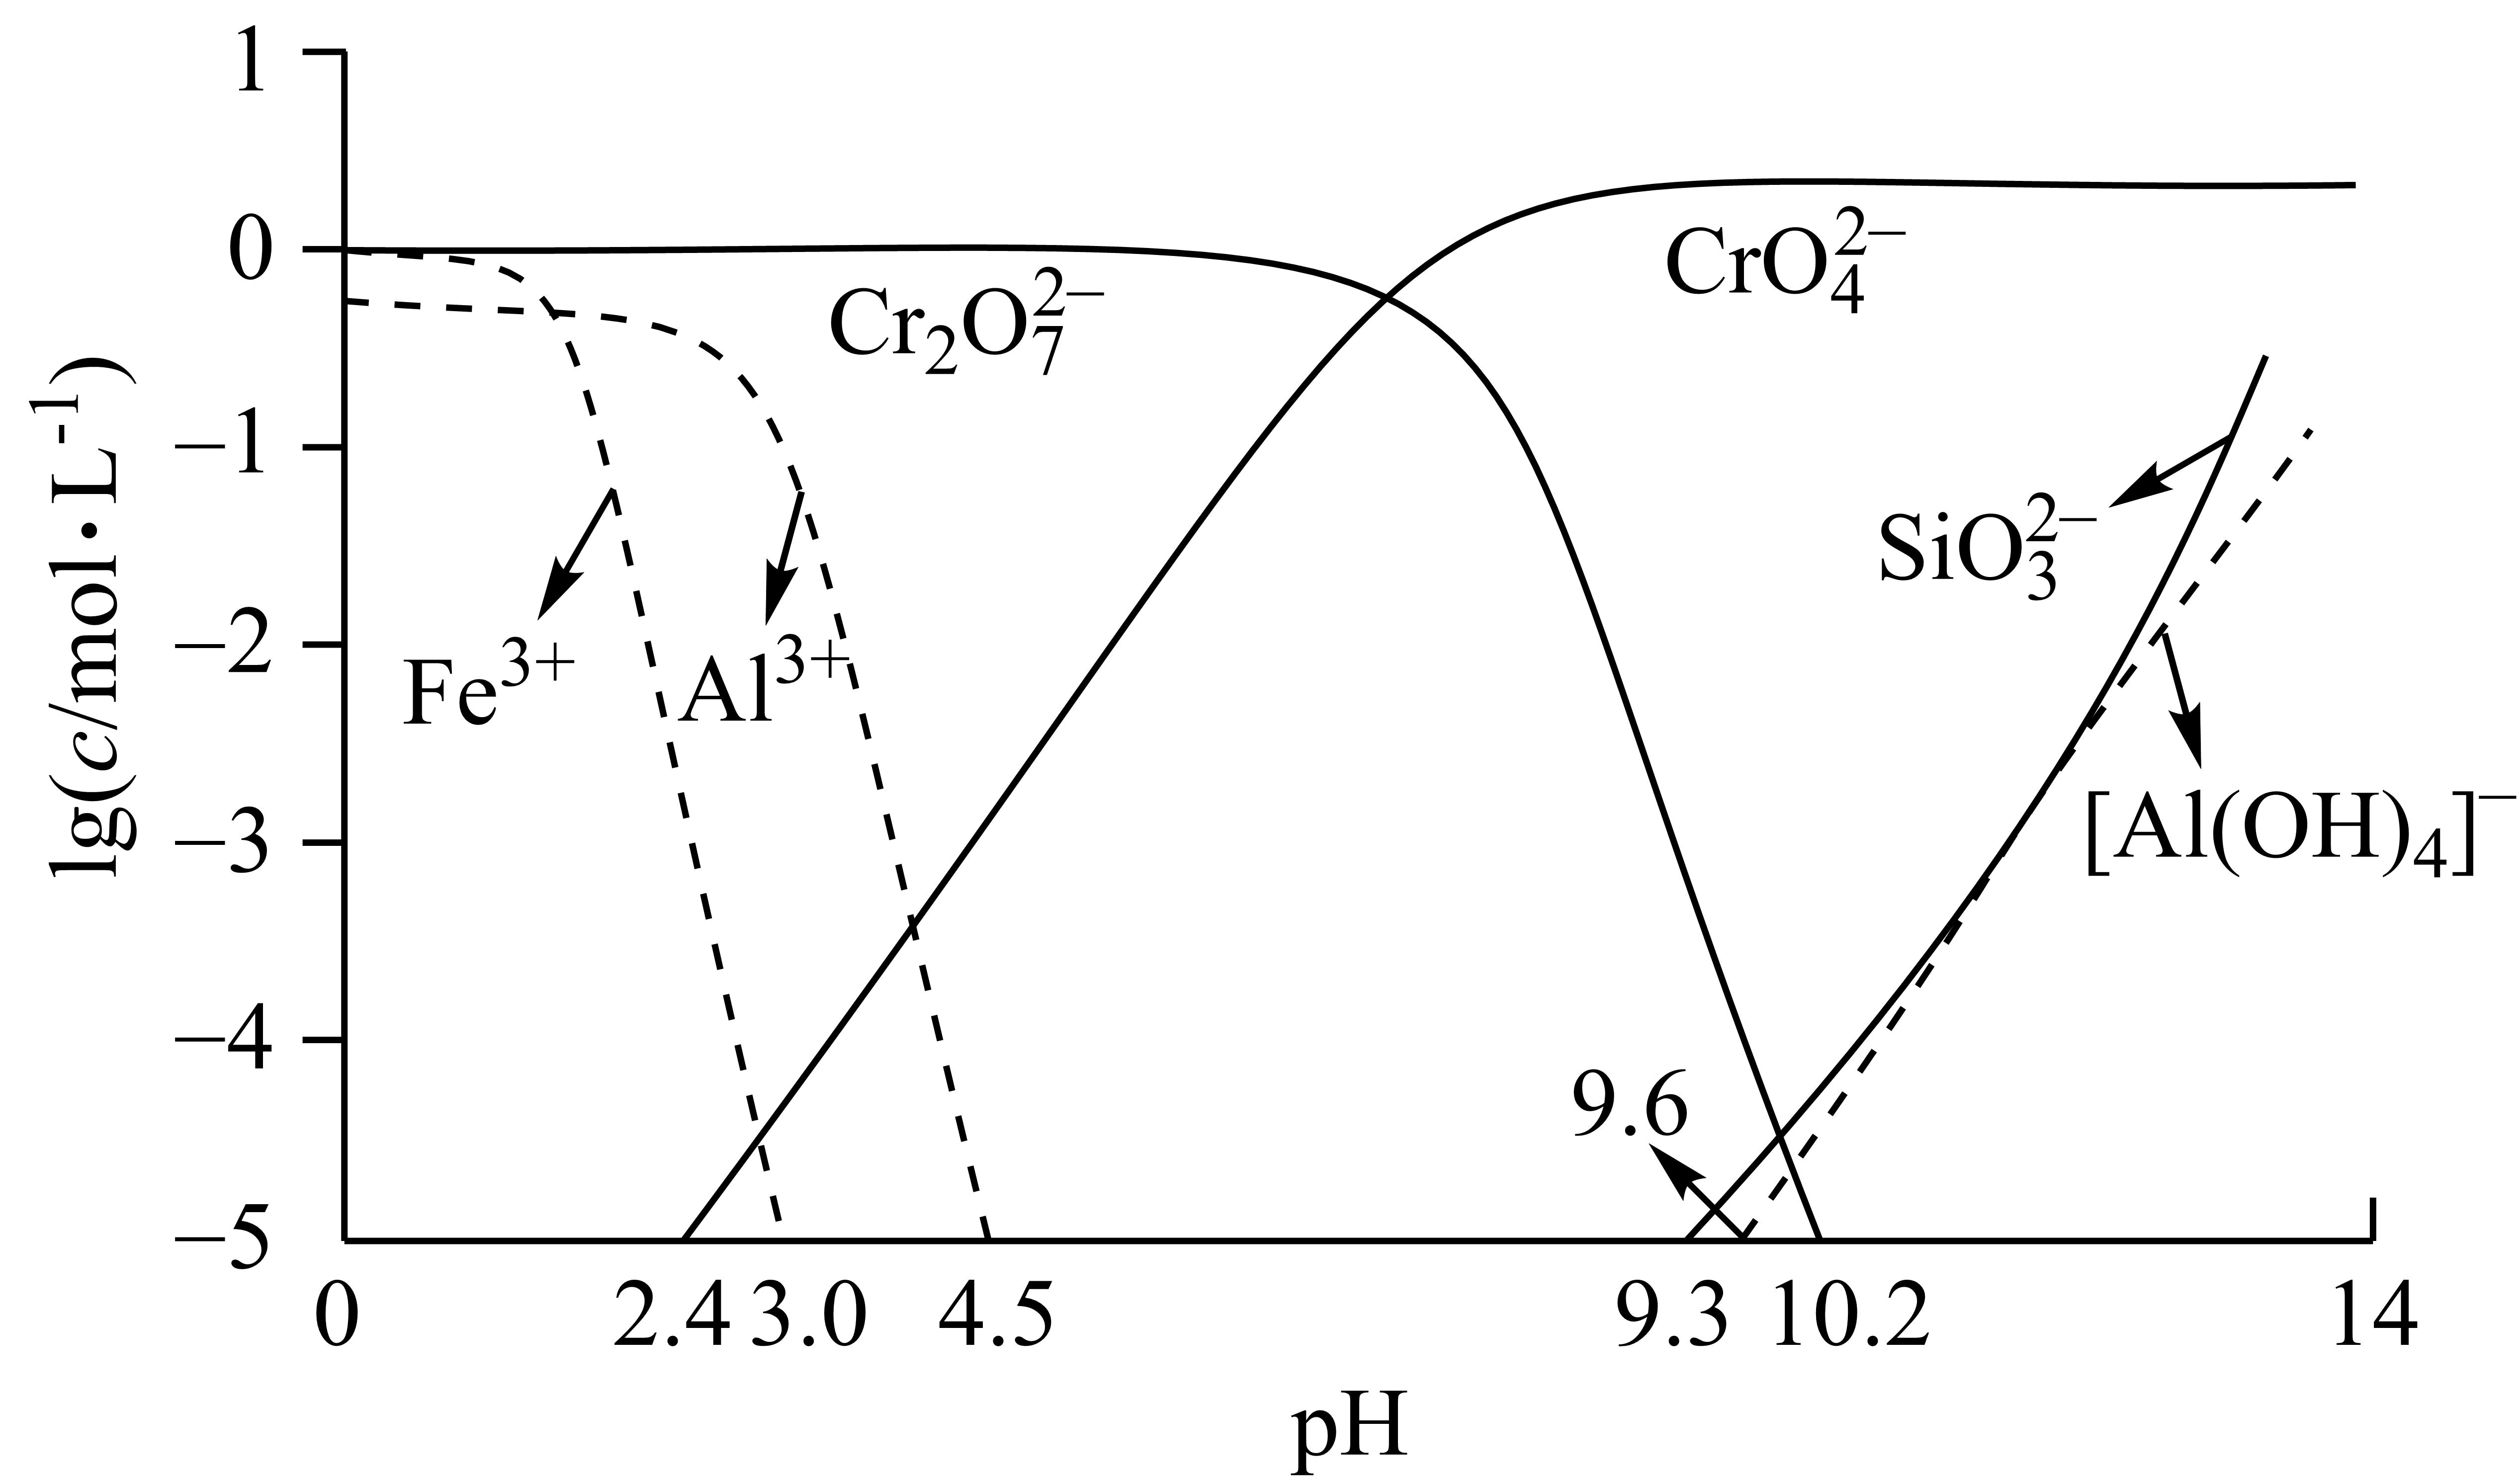 1
0
−1
−2
−3
−4
−5
lg(c/mol·L⁻¹)
Cr₂O₇²⁻
CrO₄²⁻
Fe³⁺
Al³⁺
SiO₃²⁻
[Al(OH)₄]⁻
9.6
0 2.4 3.0 4.5 9.3 10.2 14
pH